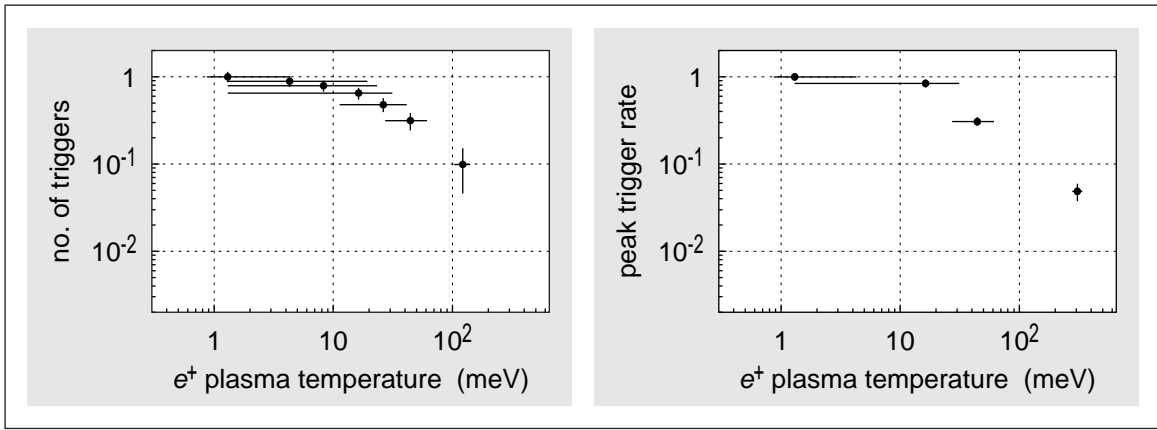 no. of triggers
1
10⁻¹
10⁻²
1 10 10²
e⁺ plasma temperature (meV)
peak trigger rate
1
10⁻¹
10⁻²
1 10 10²
e⁺ plasma temperature (meV)